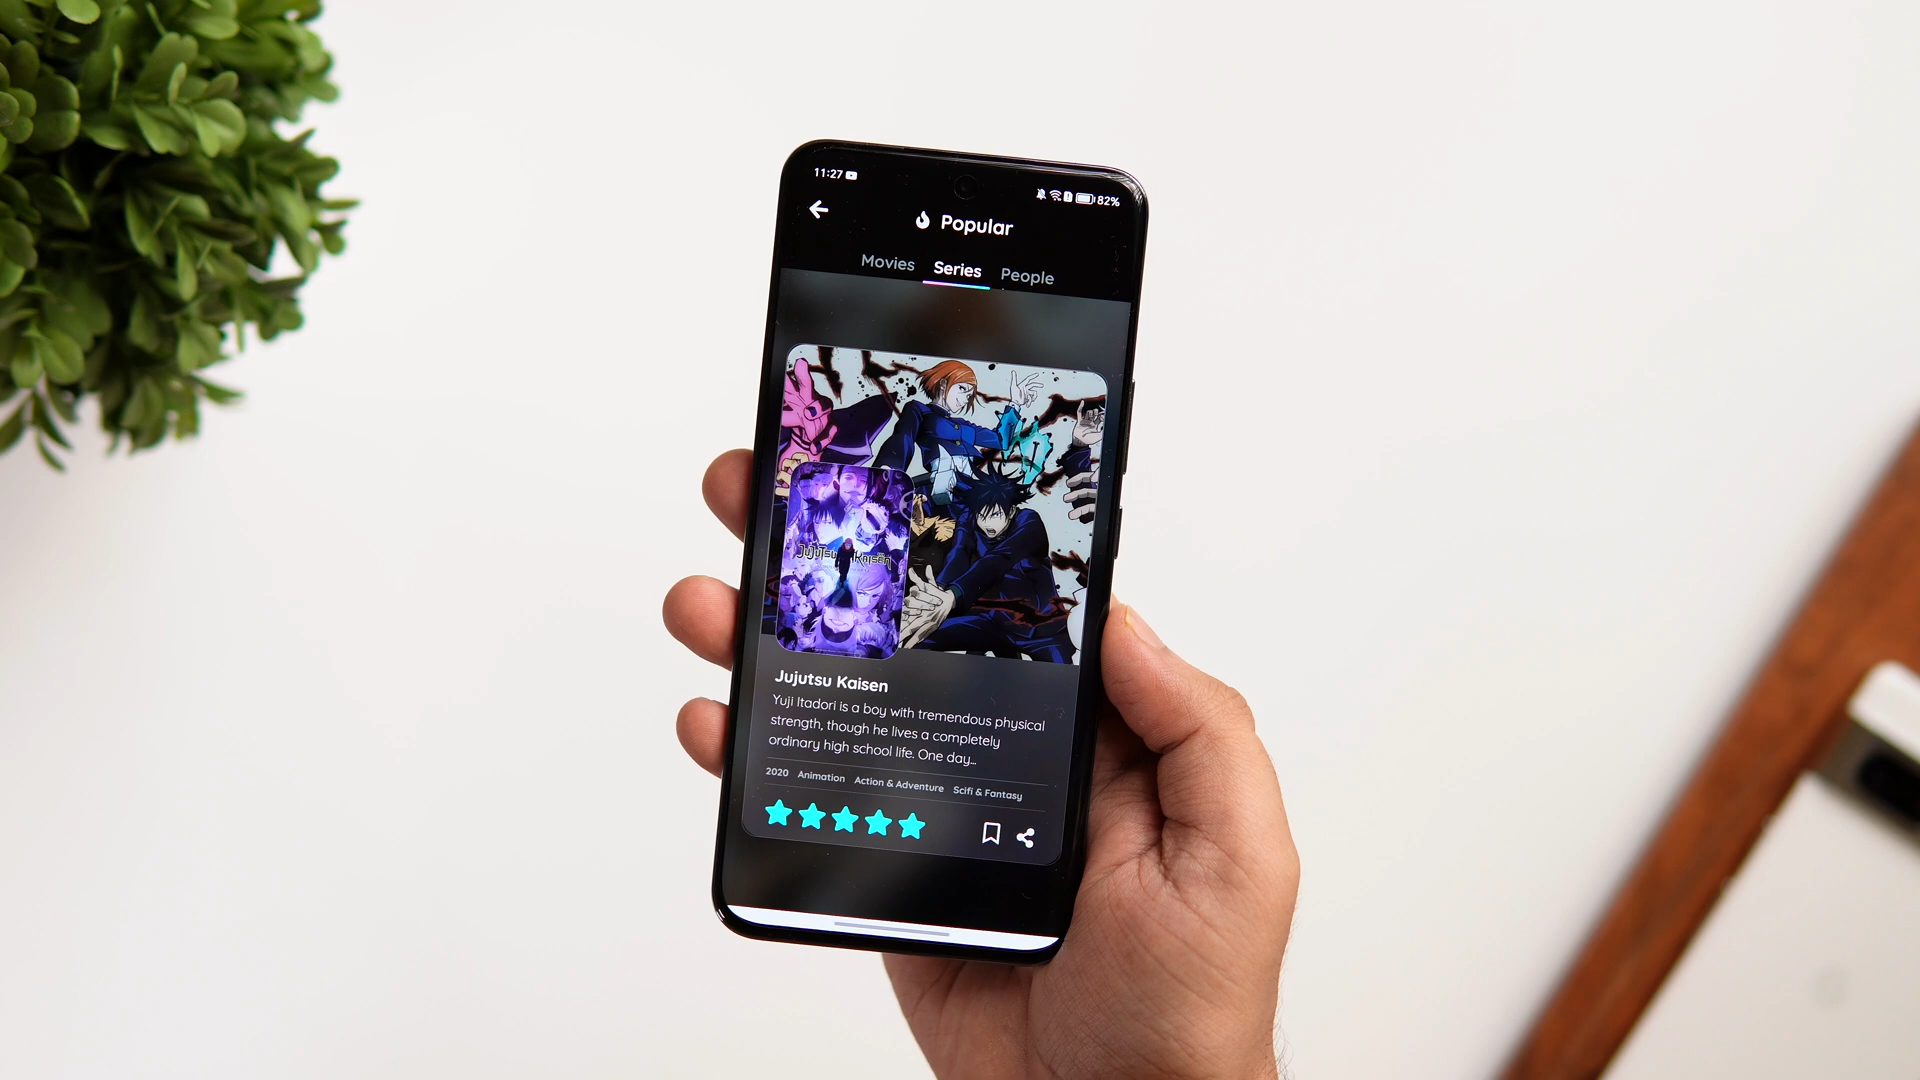 11:27
82%
Popular
Movies Series People
JUJUTSU KAISEN
Jujutsu Kaisen
Yuji Itadori is a boy with tremendous physical
strength, though he lives a completely
ordinary high school life. One day...
2020 Animation Action & Adventure Scifi & Fantasy